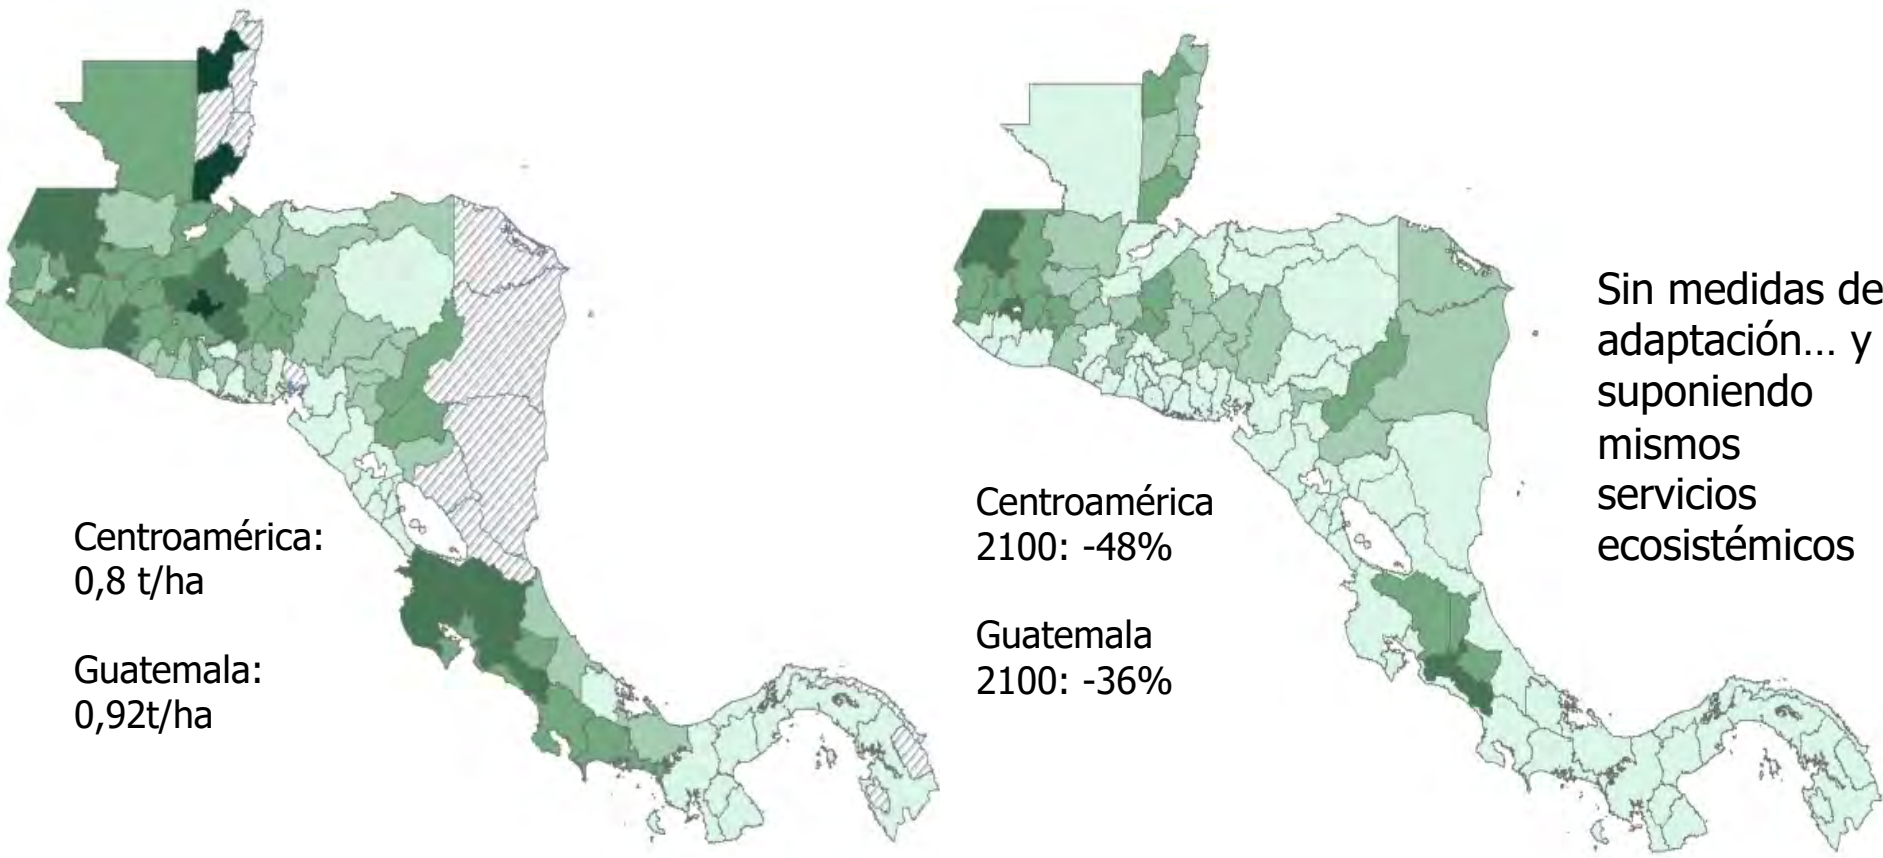 Centroamérica:
0,8 t/ha
Guatemala:
0,92t/ha
Centroamérica
2100: -48%
Guatemala
2100: -36%
Sin medidas de
adaptación... y
suponiendo
mismos
servicios
ecosistémicos